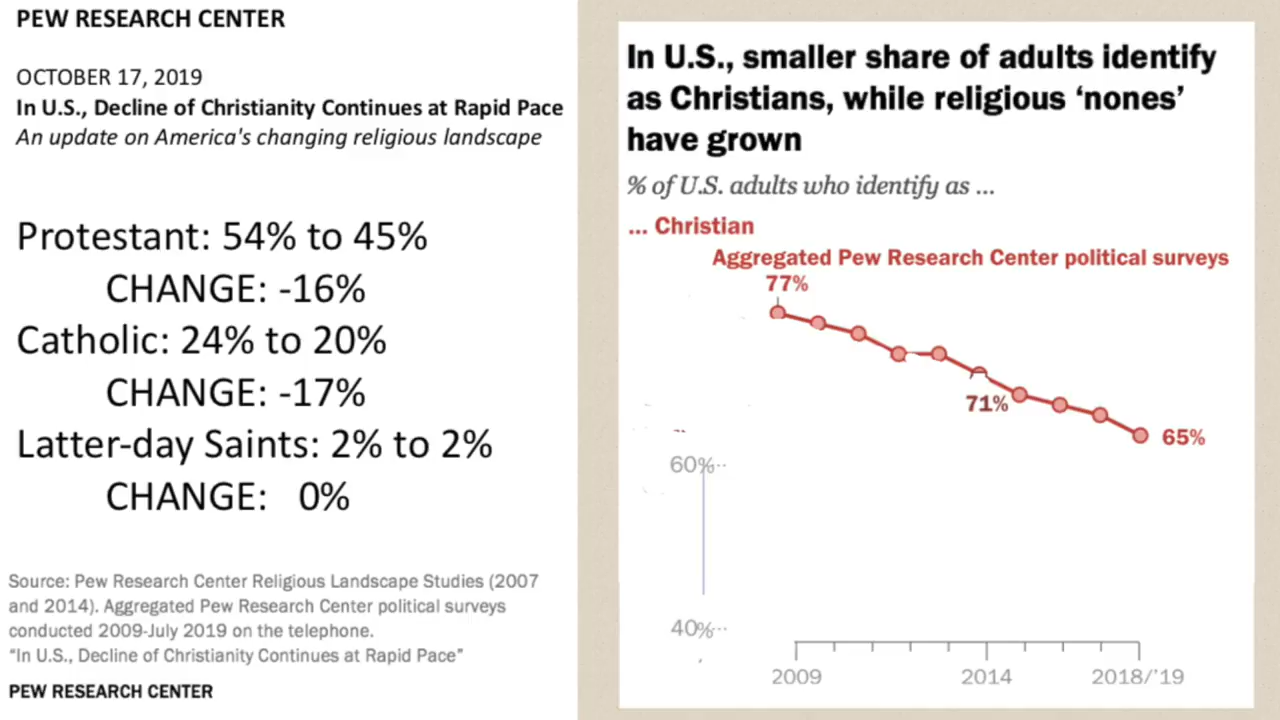 PEW RESEARCH CENTER
OCTOBER 17, 2019
In U.S., Decline of Christianity Continues at Rapid Pace
An update on America's changing religious landscape
Protestant: 54% to 45%
CHANGE: -16%
Catholic: 24% to 20%
CHANGE: -17%
Latter-day Saints: 2% to 2%
CHANGE: 0%
Source: Pew Research Center Religious Landscape Studies (2007
and 2014). Aggregated Pew Research Center political surveys
conducted 2009-July 2019 on the telephone.
“In U.S., Decline of Christianity Continues at Rapid Pace”
PEW RESEARCH CENTER
In U.S., smaller share of adults identify
as Christians, while religious ‘nones’
have grown
% of U.S. adults who identify as ...
... Christian
Aggregated Pew Research Center political surveys
77%
71%
65%
60%
40%
2009 2014 2018/’19